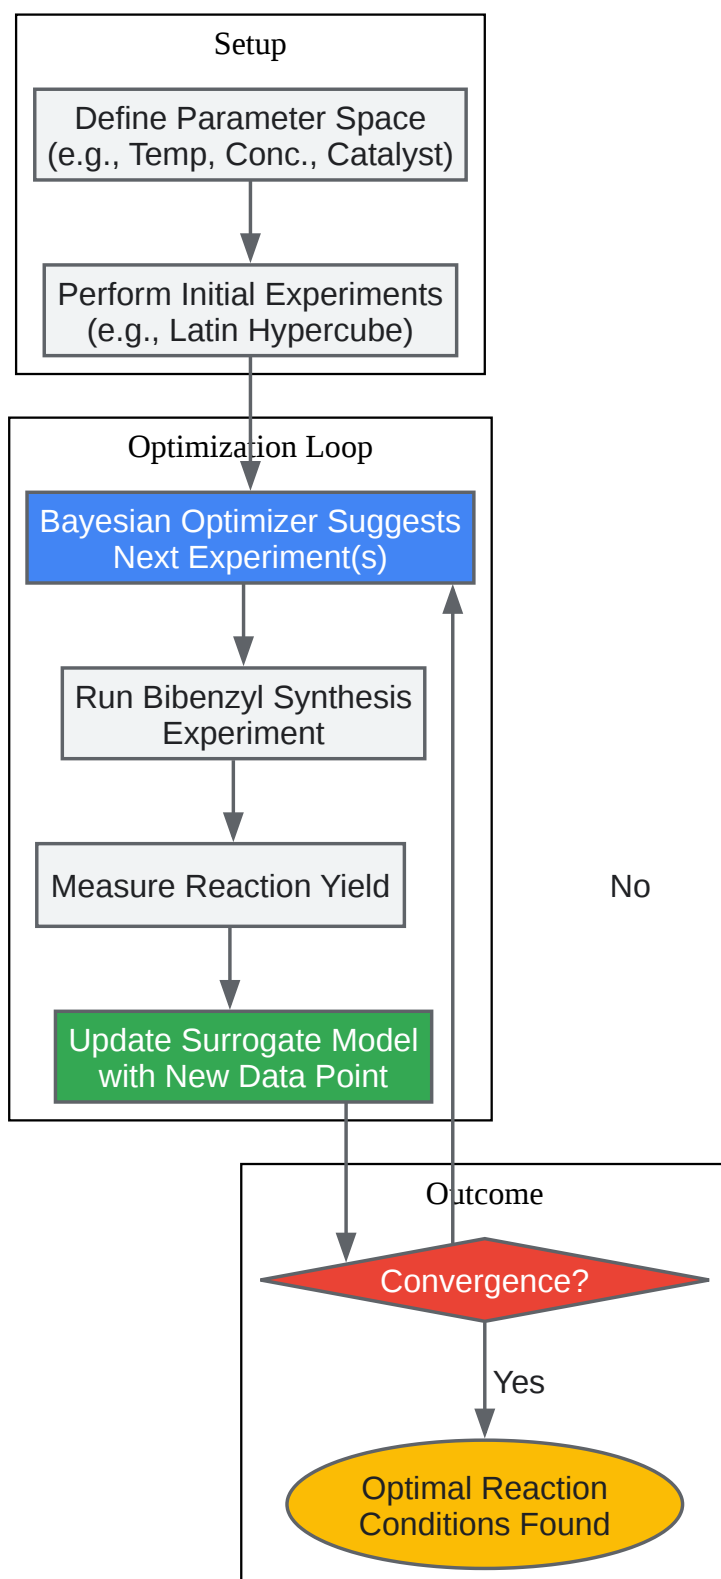 Setup
Define Parameter Space
(e.g., Temp, Conc., Catalyst)
Perform Initial Experiments
(e.g., Latin Hypercube)
Optimization Loop
Bayesian Optimizer Suggests
Next Experiment(s)
Run Bibenzyl Synthesis
Experiment
Measure Reaction Yield
No
Update Surrogate Model
with New Data Point
Outcome
Convergence?
Yes
Optimal Reaction
Conditions Found